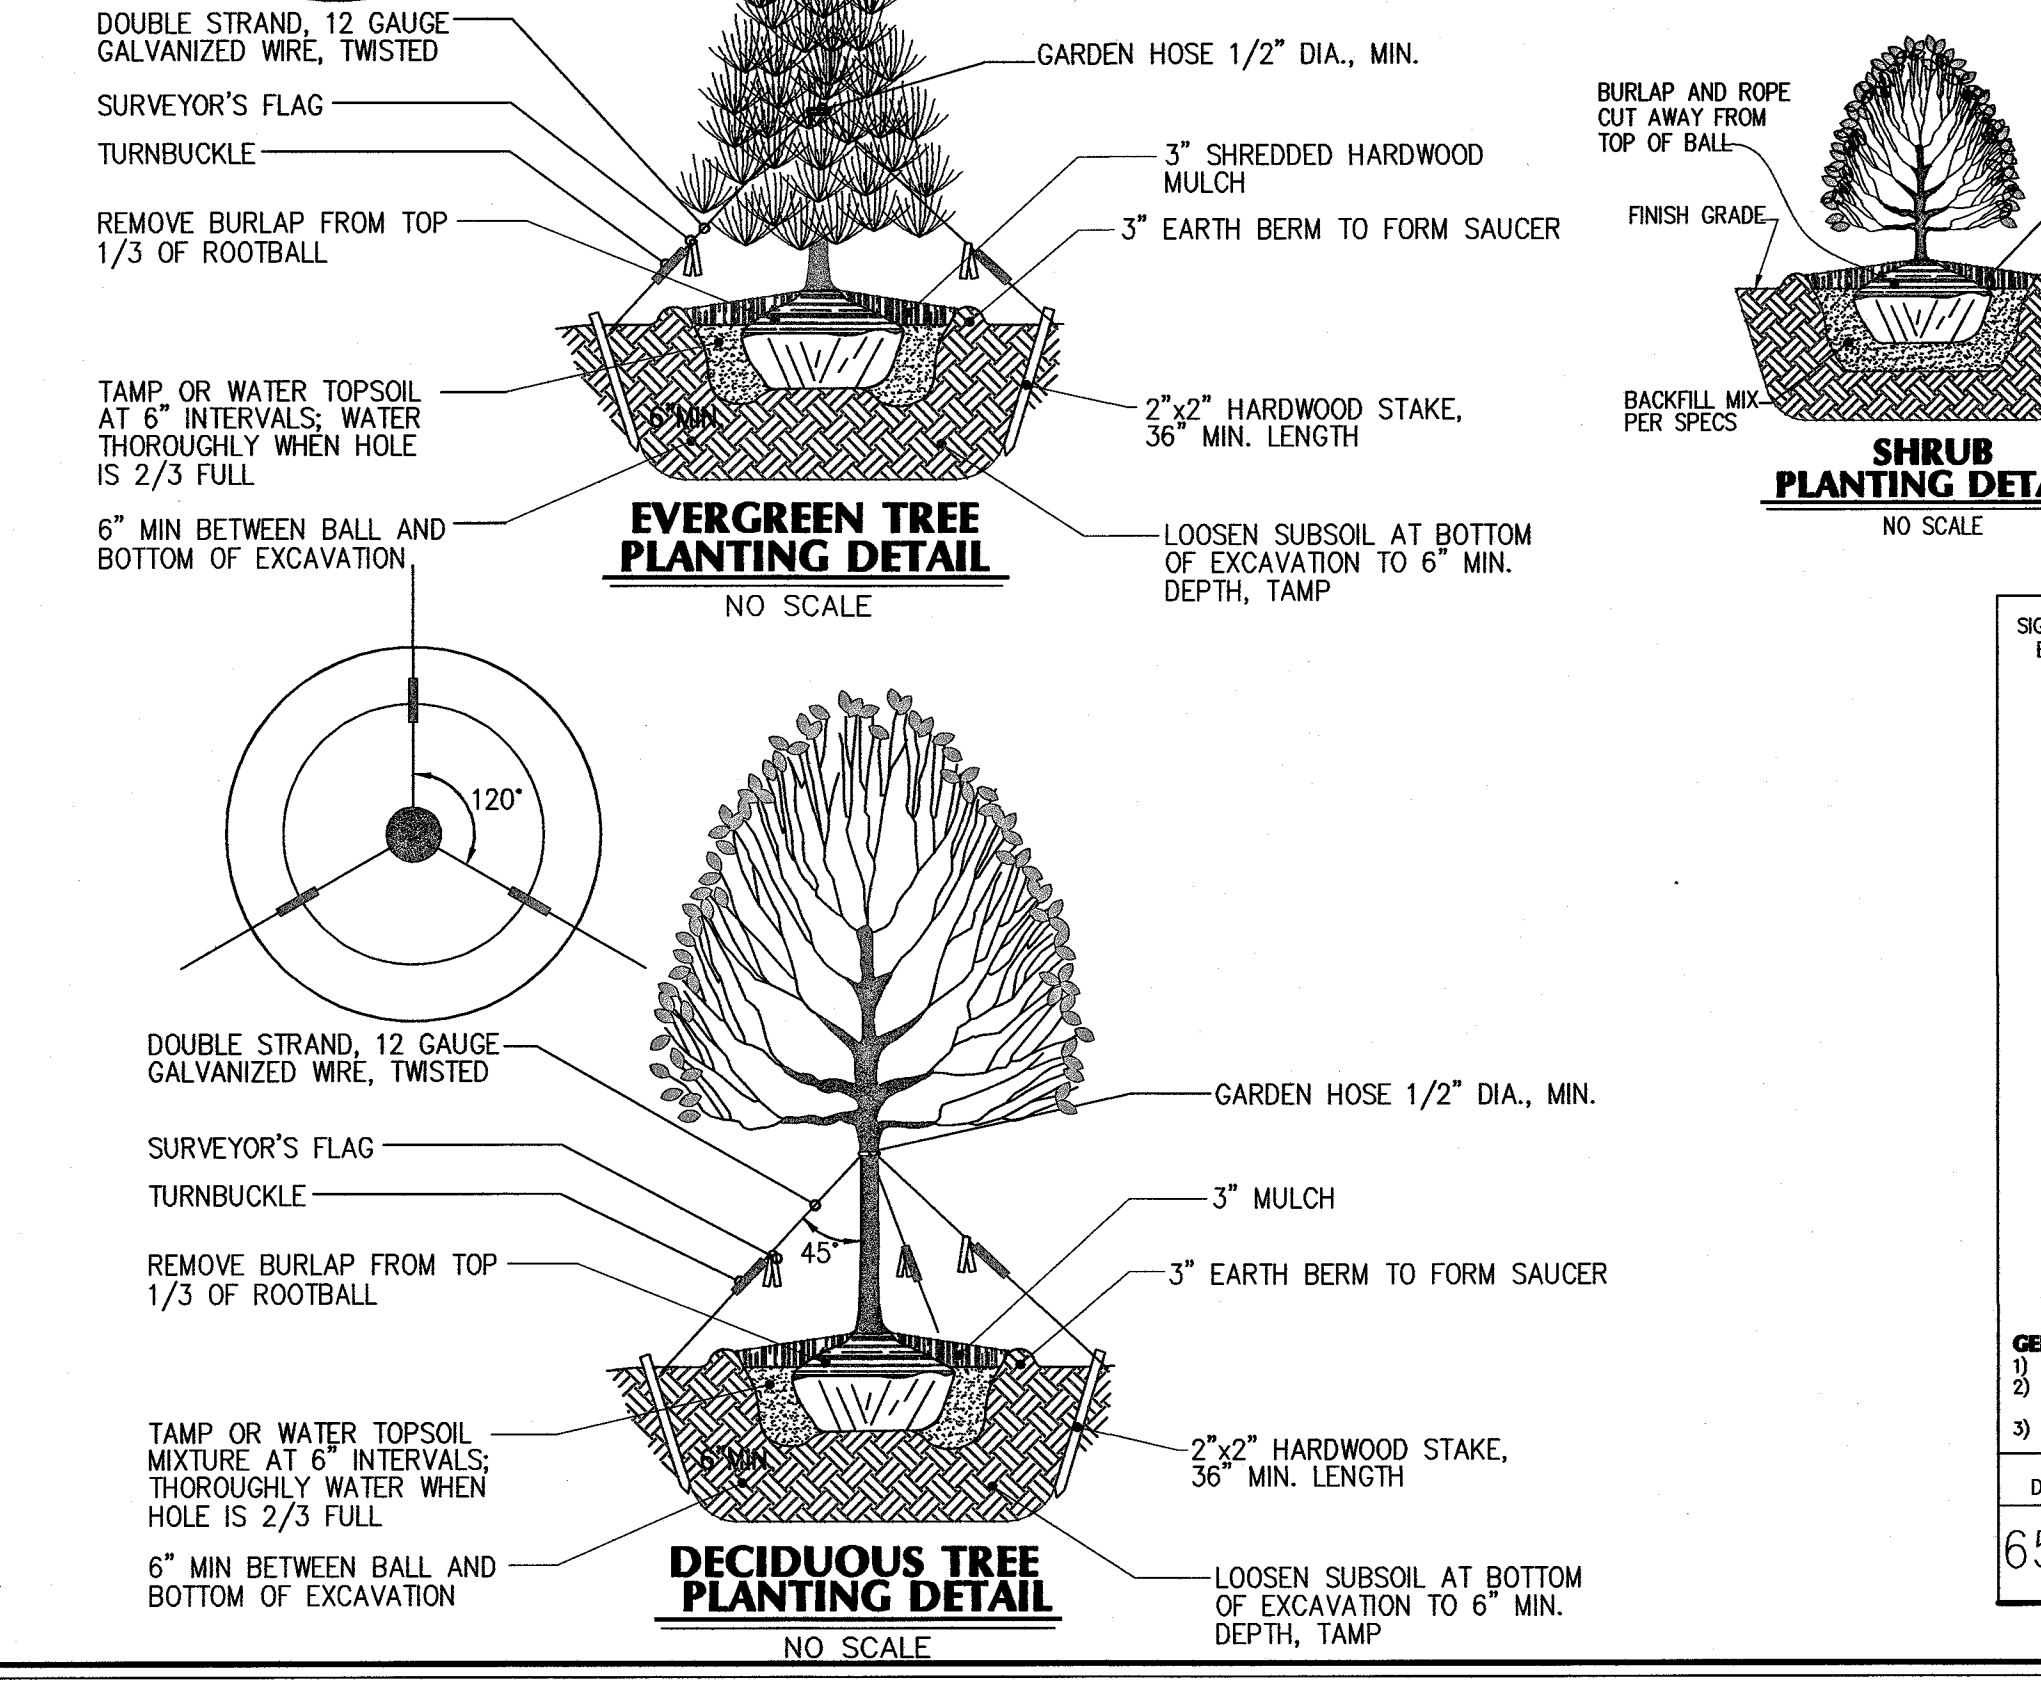 DOUBLE STRAND, 12 GAUGE
GALVANIZED WIRE, TWISTED
SURVEYOR'S FLAG
TURNBUCKLE
REMOVE BURLAP FROM TOP
1/3 OF ROOTBALL
TAMP OR WATER TOPSOIL
AT 6" INTERVALS; WATER
THOROUGHLY WHEN HOLE
IS 2/3 FULL
6" MIN BETWEEN BALL AND
BOTTOM OF EXCAVATION
GARDEN HOSE 1/2" DIA., MIN.
3" SHREDDED HARDWOOD
MULCH
3" EARTH BERM TO FORM SAUCER
2"x2" HARDWOOD STAKE,
36" MIN. LENGTH
LOOSEN SUBSOIL AT BOTTOM
OF EXCAVATION TO 6" MIN.
DEPTH, TAMP
6" MIN.
EVERGREEN TREE
PLANTING DETAIL
NO SCALE
BURLAP AND ROPE
CUT AWAY FROM
TOP OF BALL
FINISH GRADE
BACKFILL MIX
PER SPECS
SHRUB
PLANTING DETA
NO SCALE
120°
DOUBLE STRAND, 12 GAUGE
GALVANIZED WIRE, TWISTED
SURVEYOR'S FLAG
TURNBUCKLE
REMOVE BURLAP FROM TOP
1/3 OF ROOTBALL
TAMP OR WATER TOPSOIL
MIXTURE AT 6" INTERVALS;
THOROUGHLY WATER WHEN
HOLE IS 2/3 FULL
6" MIN BETWEEN BALL AND
BOTTOM OF EXCAVATION
45°
6" MIN.
GARDEN HOSE 1/2" DIA., MIN.
3" MULCH
3" EARTH BERM TO FORM SAUCER
2"x2" HARDWOOD STAKE,
36" MIN. LENGTH
LOOSEN SUBSOIL AT BOTTOM
OF EXCAVATION TO 6" MIN.
DEPTH, TAMP
DECIDUOUS TREE
PLANTING DETAIL
NO SCALE
SIG
GE
1)
2)
3)
D
65